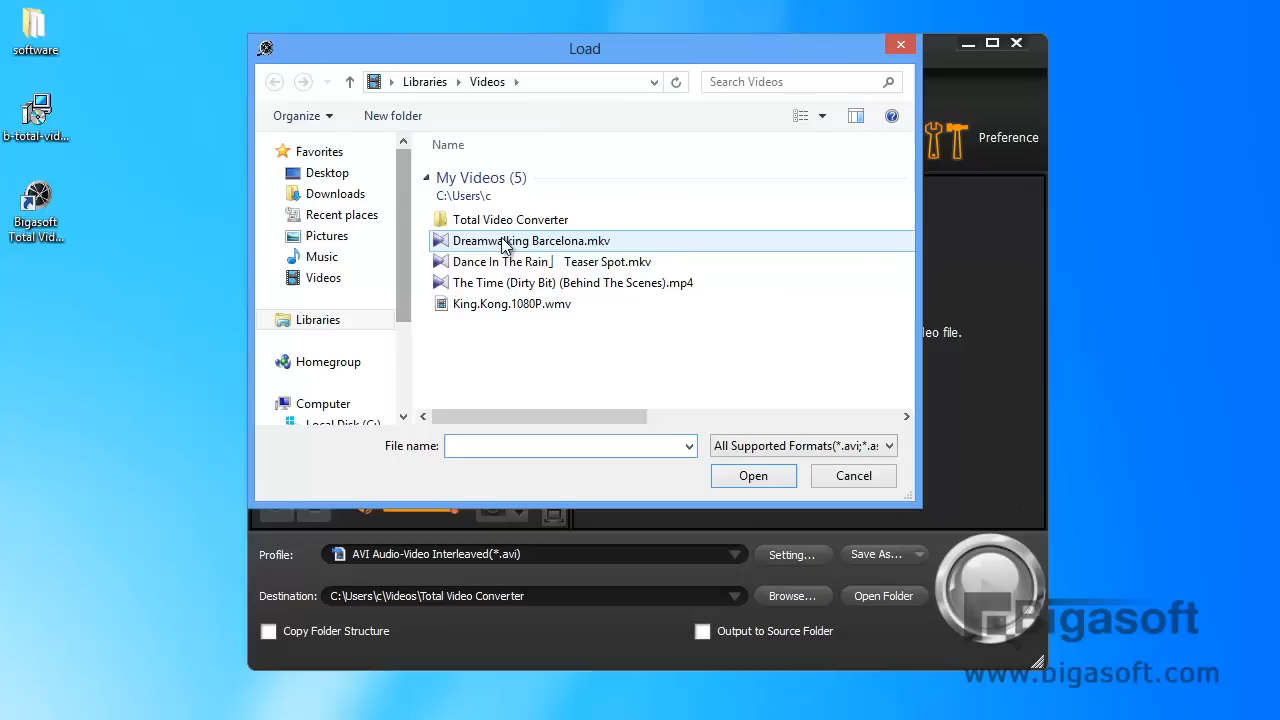 software
b-total-vid...
Bigasoft
Total Vid...
Load
Libraries
Videos
Search Videos
Organize
New folder
Preference
Name
Favorites
Desktop
Downloads
Recent places
Pictures
Music
Videos
Libraries
Homegroup
Computer
Local Disk (C:)
My Videos (5)
C:\Users\c
Total Video Converter
Dreamwalking Barcelona.mkv
Dance In The Rain」 Teaser Spot.mkv
The Time (Dirty Bit) (Behind The Scenes).mp4
King.Kong.1080P.wmv
eo file.
File name:
All Supported Formats(*.avi;*.as
Open
Cancel
Profile:
AVI Audio-Video Interleaved(*.avi)
Setting...
Save As...
Destination:
C:\Users\c\Videos\Total Video Converter
Browse...
Open Folder
Copy Folder Structure
Output to Source Folder
Bigasoft
www.bigasoft.com